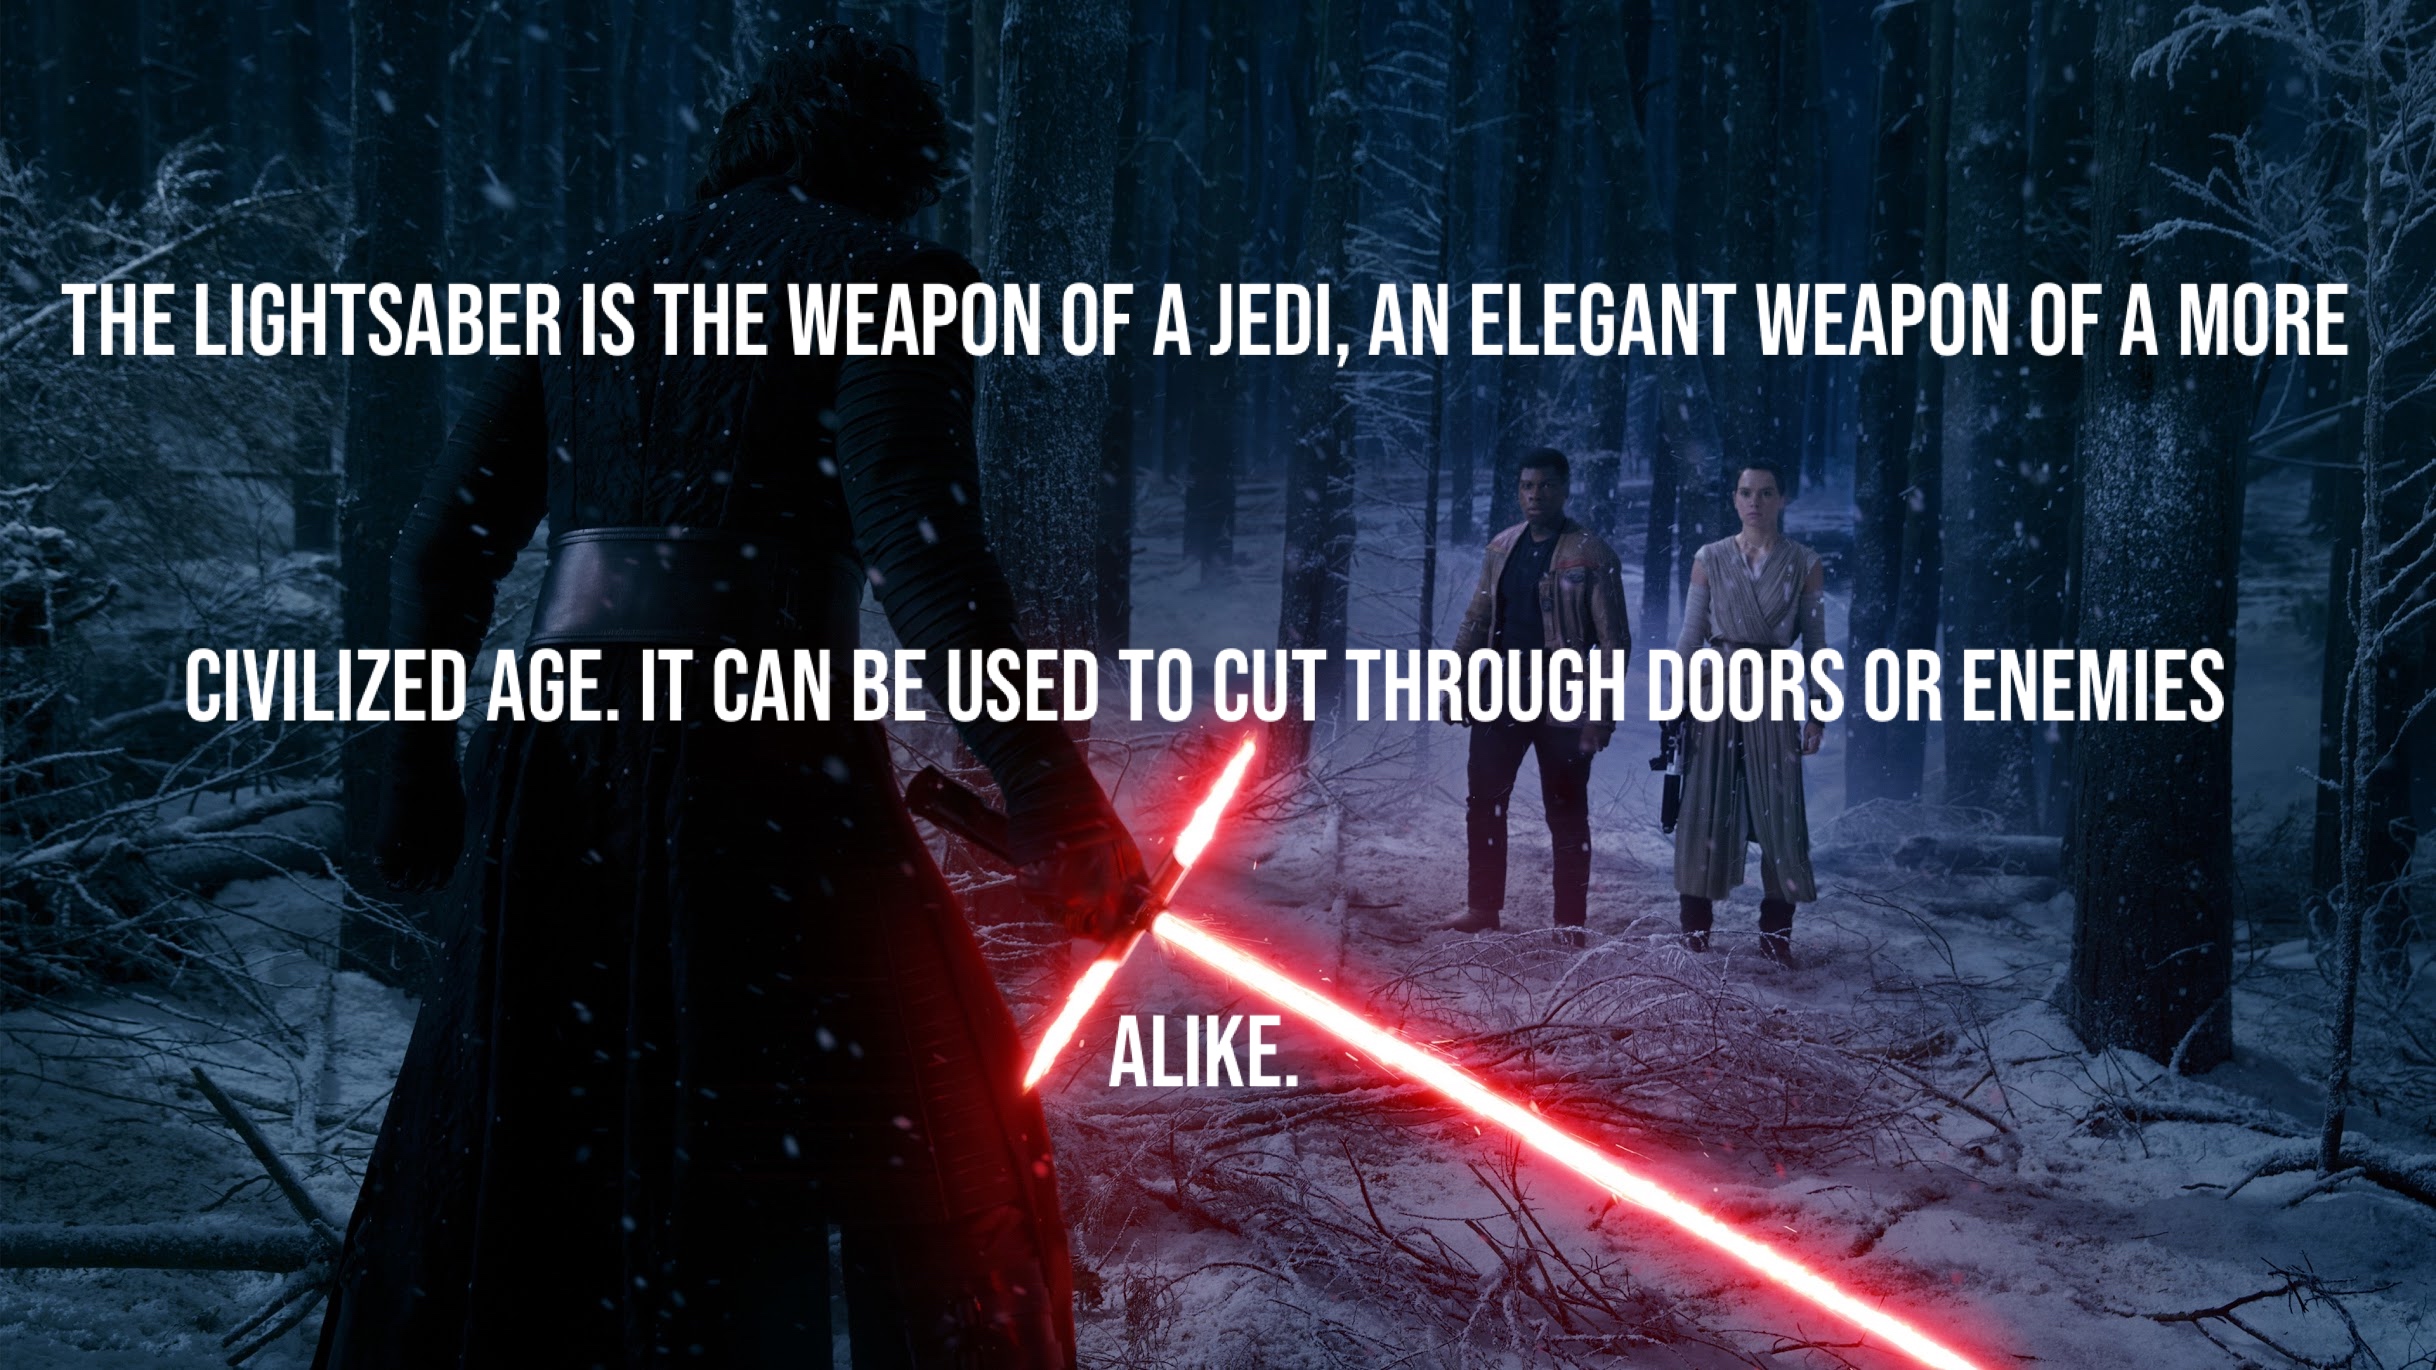 THE LIGHTSABER IS THE WEAPON OF A JEDI, AN ELEGANT WEAPON OF A MORE
CIVILIZED AGE. IT CAN BE USED TO CUT THROUGH DOORS OR ENEMIES
ALIKE.